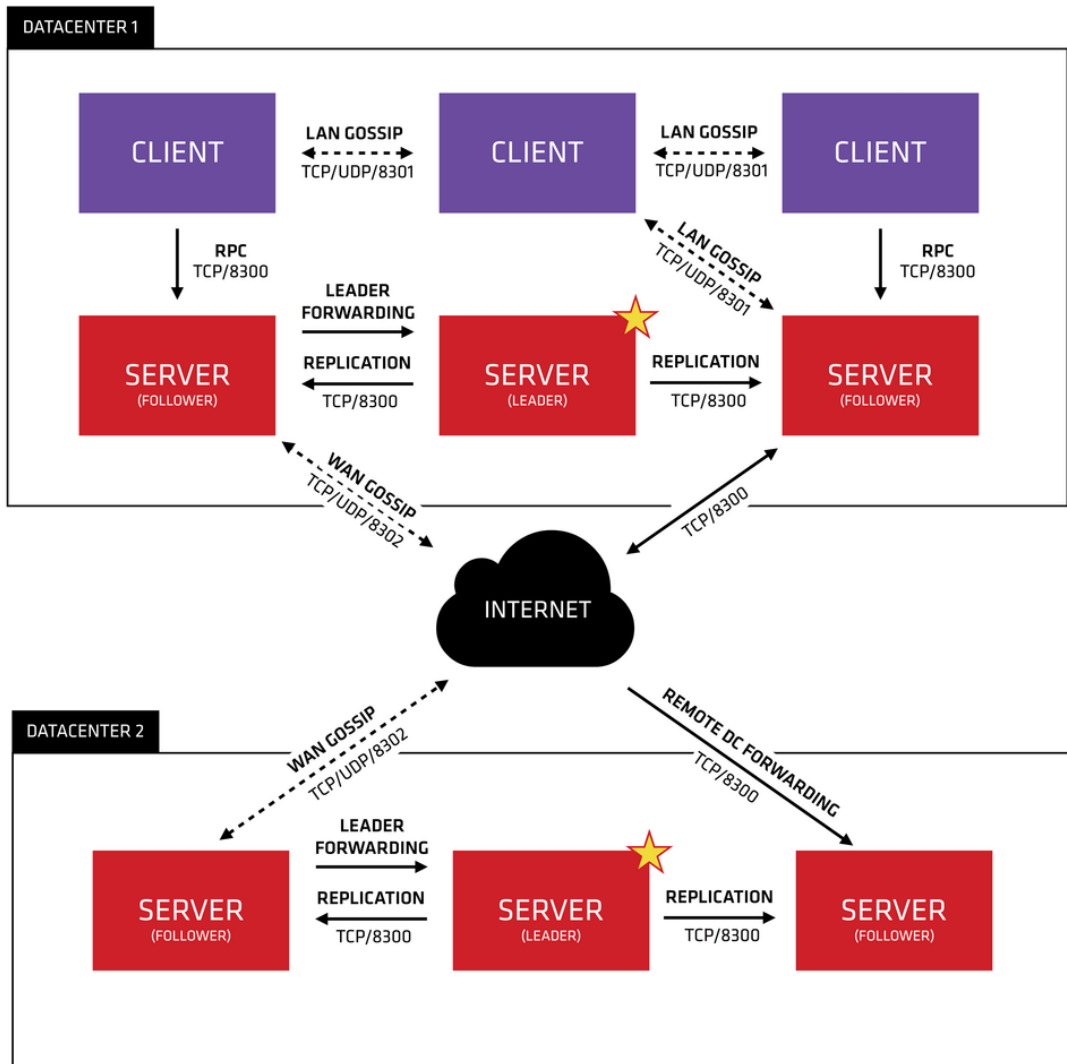 DATACENTER 1
CLIENT
LAN GOSSIP
TCP/UDP/8301
CLIENT
LAN GOSSIP
TCP/UDP/8301
CLIENT
RPC
TCP/8300
LAN GOSSIP
TCP/UDP/8301
RPC
TCP/8300
SERVER
(FOLLOWER)
LEADER
FORWARDING
REPLICATION
TCP/8300
SERVER
(LEADER)
REPLICATION
TCP/8300
SERVER
(FOLLOWER)
WAN GOSSIP
TCP/UDP/8302
TCP/8300
INTERNET
DATACENTER 2
WAN GOSSIP
TCP/UDP/8302
REMOTE DC FORWARDING
TCP/8300
SERVER
(FOLLOWER)
LEADER
FORWARDING
REPLICATION
TCP/8300
SERVER
(LEADER)
REPLICATION
TCP/8300
SERVER
(FOLLOWER)